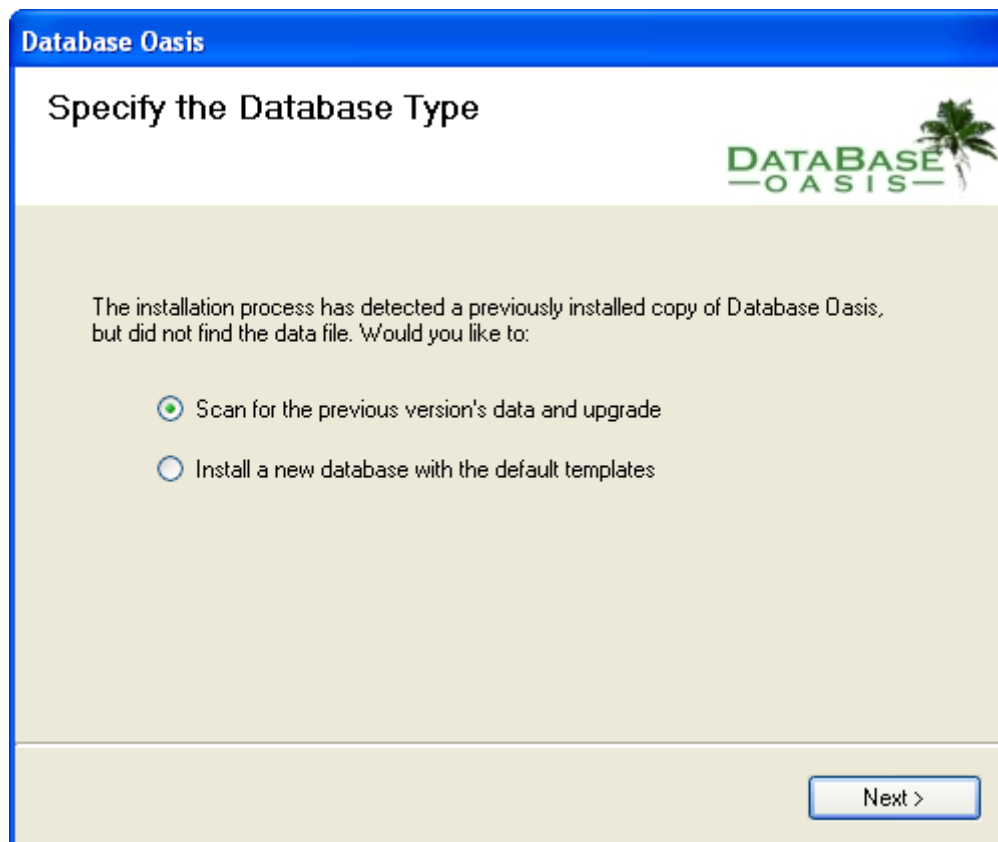 Database Oasis
Specify the Database Type
DATABASE
OASIS
The installation process has detected a previously installed copy of Database Oasis,
but did not find the data file. Would you like to:
Scan for the previous version's data and upgrade
Install a new database with the default templates
Next >